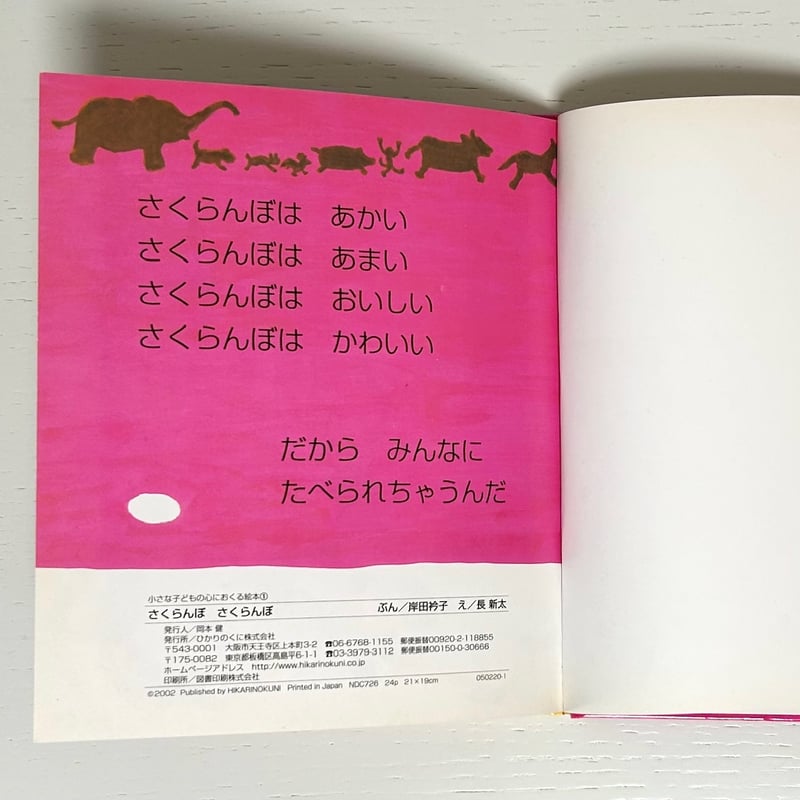 さくらんぼは　あかい
さくらんぼは　あまい
さくらんぼは　おいしい
さくらんぼは　かわいい
だから　みんなに
たべられちゃうんだ
小さな子どもの心におくる絵本①
さくらんぼ　さくらんぼ　ぶん／岸田衿子　え／長 新太
発行人／岡本 健
発行所／ひかりのくに株式会社
〒543-0001　大阪市天王寺区上本町3-2　☎06-6768-1155　郵便振替00920-2-118855
〒175-0082　東京都板橋区高島平6-1-1　☎03-3979-3112　郵便振替00150-0-30666
ホームページアドレス　http://www.hikarinokuni.co.jp
印刷所／図書印刷株式会社
©2002 Published by HIKARINOKUNI Printed in Japan NDC726 24p 21×19cm 050220-1